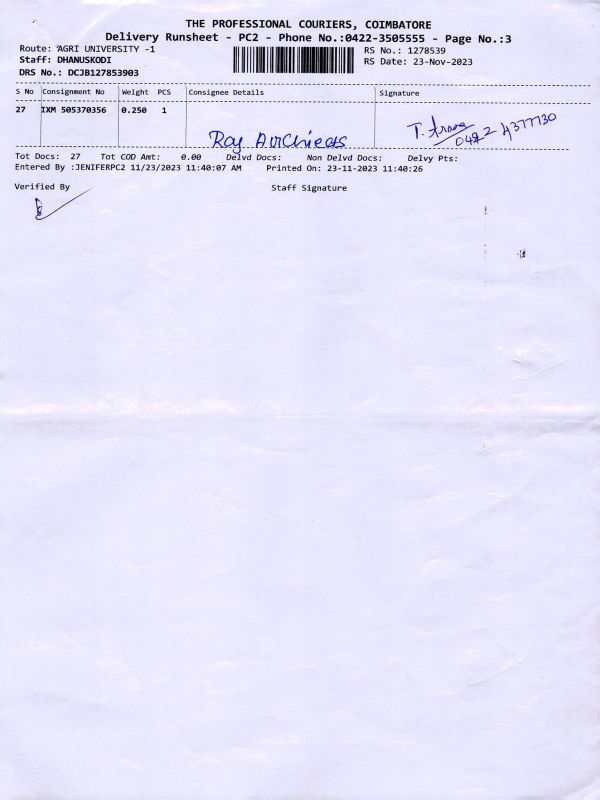 THE PROFESSIONAL COURIERS, COIMBATORE
Delivery Runsheet - PC2 - Phone No.:0422-3505555 - Page No.:3
Route: AGRI UNIVERSITY -1
RS No.: 1278539
Staff: DHANUSKODI
RS Date: 23-Nov-2023
DRS No.: DCJB127853903
S No Consignment No Weight PCS Consignee Details Signature
27 IXM 505370356 0.250 1
0422 4377730
Tot Docs: 27 Tot COD Amt: 0.00 Delvd Docs: Non Delvd Docs: Delvy Pts:
Entered By :JENIFERPC2 11/23/2023 11:40:07 AM Printed On: 23-11-2023 11:40:26
Verified By Staff Signature